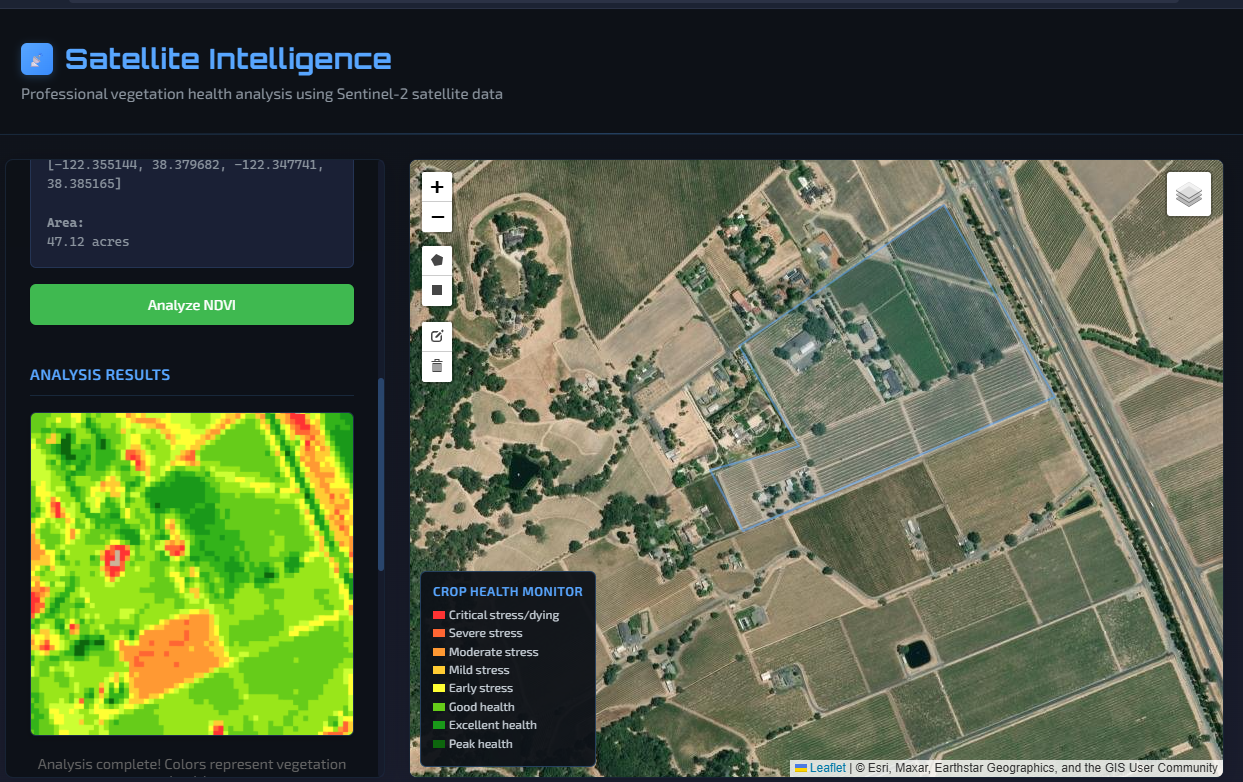 Satellite Intelligence
Professional vegetation health analysis using Sentinel-2 satellite data
[-122.355144, 38.379682, -122.347741,
38.385165]
Area:
47.12 acres
Analyze NDVI
ANALYSIS RESULTS
Analysis complete! Colors represent vegetation
+
−
CROP HEALTH MONITOR
Critical stress/dying
Severe stress
Moderate stress
Mild stress
Early stress
Good health
Excellent health
Peak health
Leaflet | © Esri, Maxar, Earthstar Geographics, and the GIS User Community